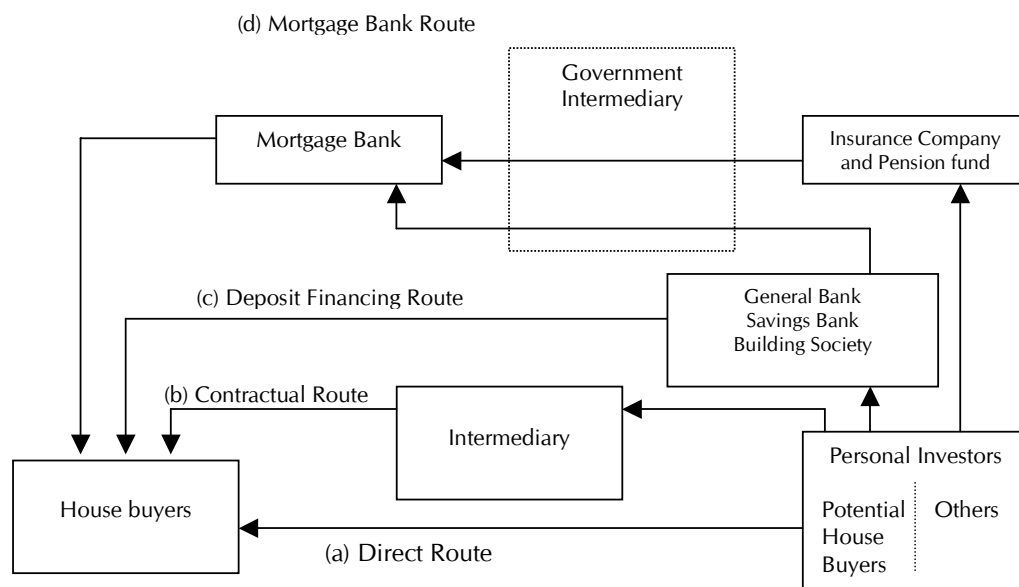 (d) Mortgage Bank Route
Government
Intermediary
Mortgage Bank
Insurance Company
and Pension fund
(c) Deposit Financing Route
General Bank
Savings Bank
Building Society
(b) Contractual Route
Intermediary
Personal Investors
House buyers
Potential
House
Buyers
Others
(a) Direct Route